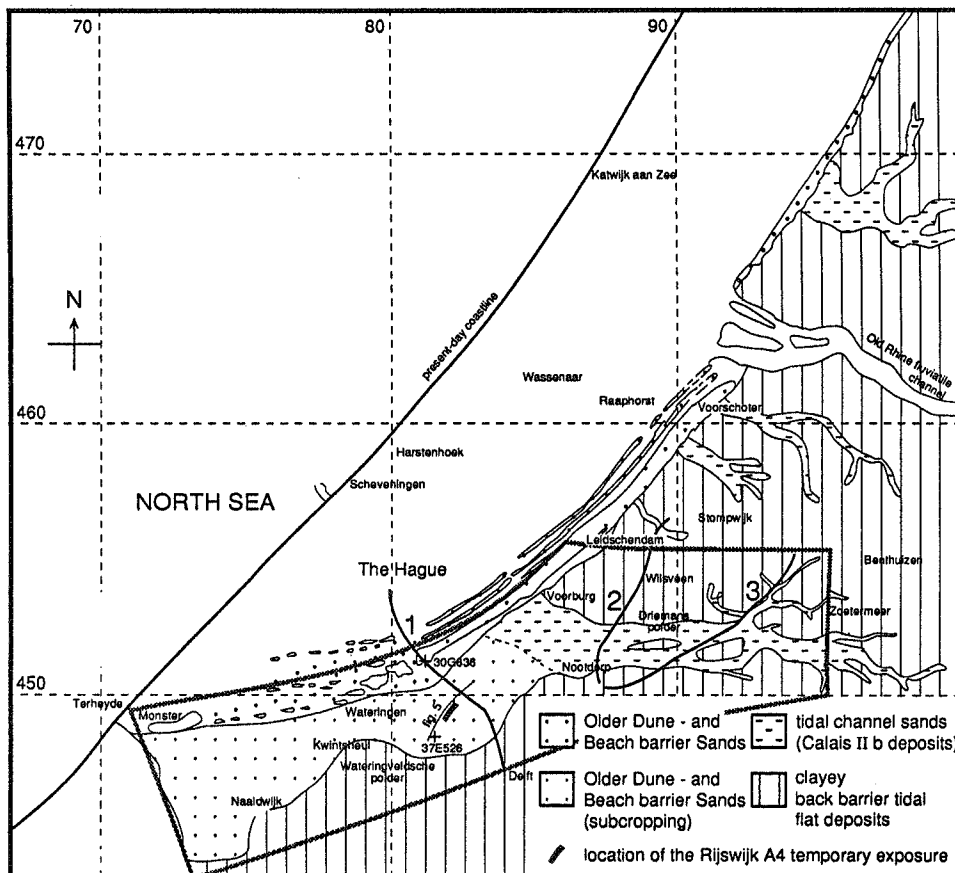 70
80
90
470
Katwijk aan Zee
N
present-day coastline
Old Rhine fluviatile
channel
Wassenaar
Raaphorst
Voorschoten
460
Harstenhoek
Scheveningen
NORTH SEA
Stompwijk
Leidschendam
Benthuizen
The Hague
Wilsveen
3
Voorburg
2
Zoetermeer
1
Driemans
polder
30G836
Nootdorp
450
Terheyde
Monster
Wateringen
fig. 5
Kwintsheul
37E526
Wateringveldsche
polder
Delft
Naaldwijk
Older Dune - and
Beach barrier Sands
tidal channel sands
(Calais II b deposits)
Older Dune - and
Beach barrier Sands
(subcropping)
clayey
back barrier tidal
flat deposits
location of the Rijswijk A4 temporary exposure